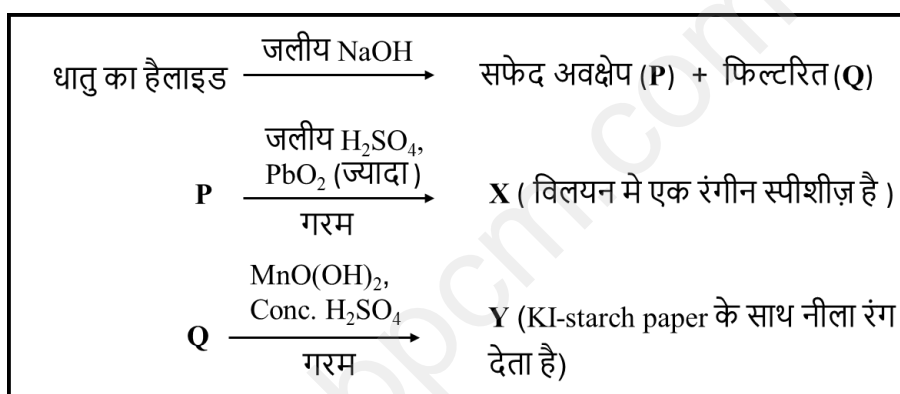 धातु का हैलाइड जलीय NaOH सफेद अवक्षेप (P) + फिल्टरित (Q)
जलीय H₂SO₄,
P PbO₂ (ज्यादा) X ( विलयन मे एक रंगीन स्पीशीज़ है )
गरम
MnO(OH)₂,
Conc. H₂SO₄
Q गरम Y (KI-starch paper के साथ नीला रंग
देता है)